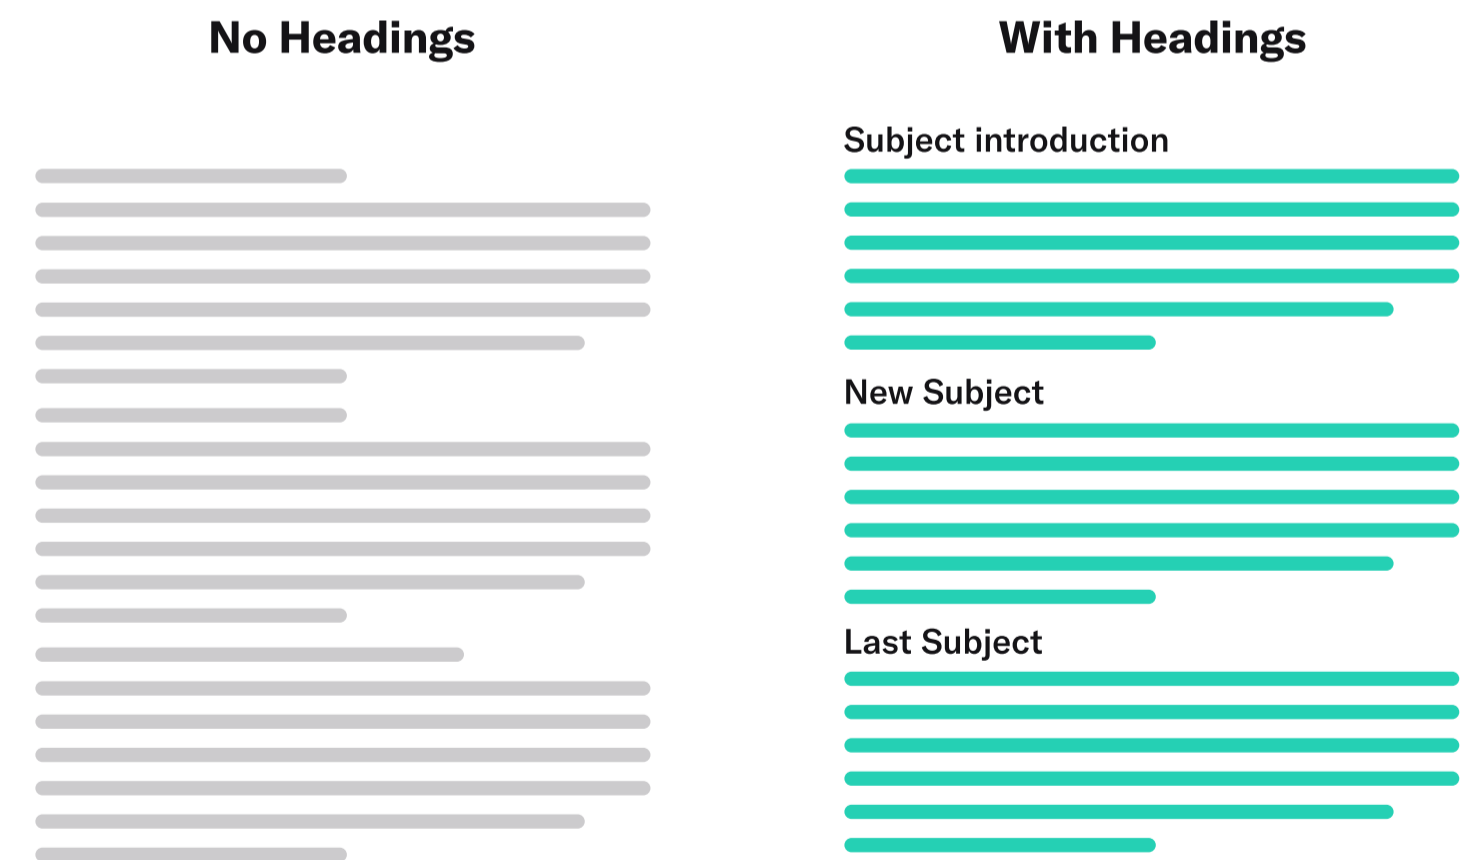 No Headings
With Headings
Subject introduction
New Subject
Last Subject